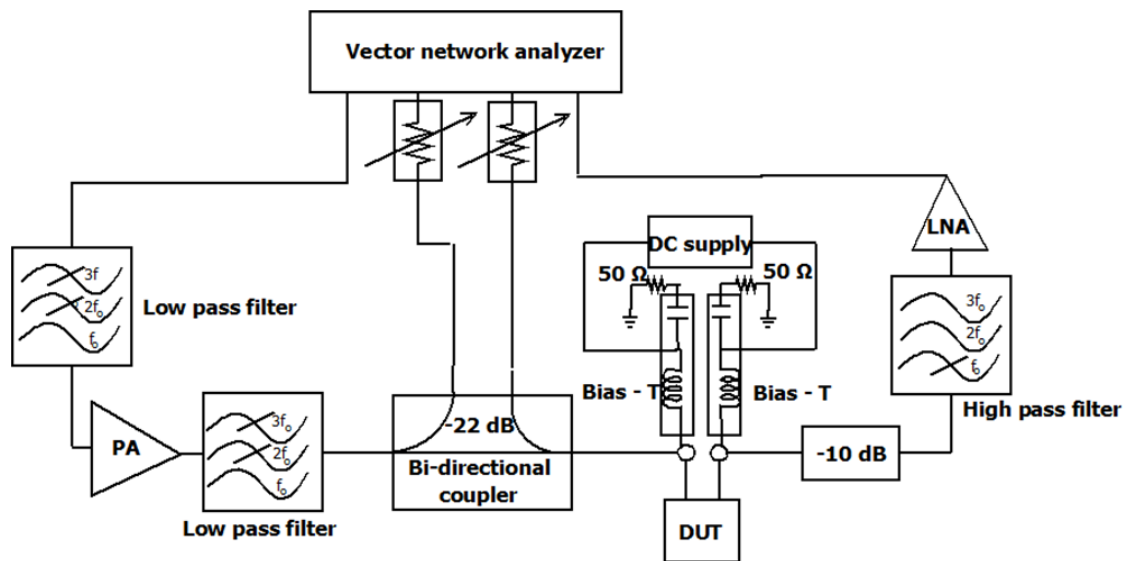 Vector network analyzer
LNA
DC supply
50 Ω
50 Ω
3f
2fₒ
fₒ
Low pass filter
3fₒ
2fₒ
fₒ
High pass filter
Bias - T
Bias - T
PA
3fₒ
2fₒ
fₒ
Low pass filter
-22 dB
Bi-directional
coupler
-10 dB
DUT